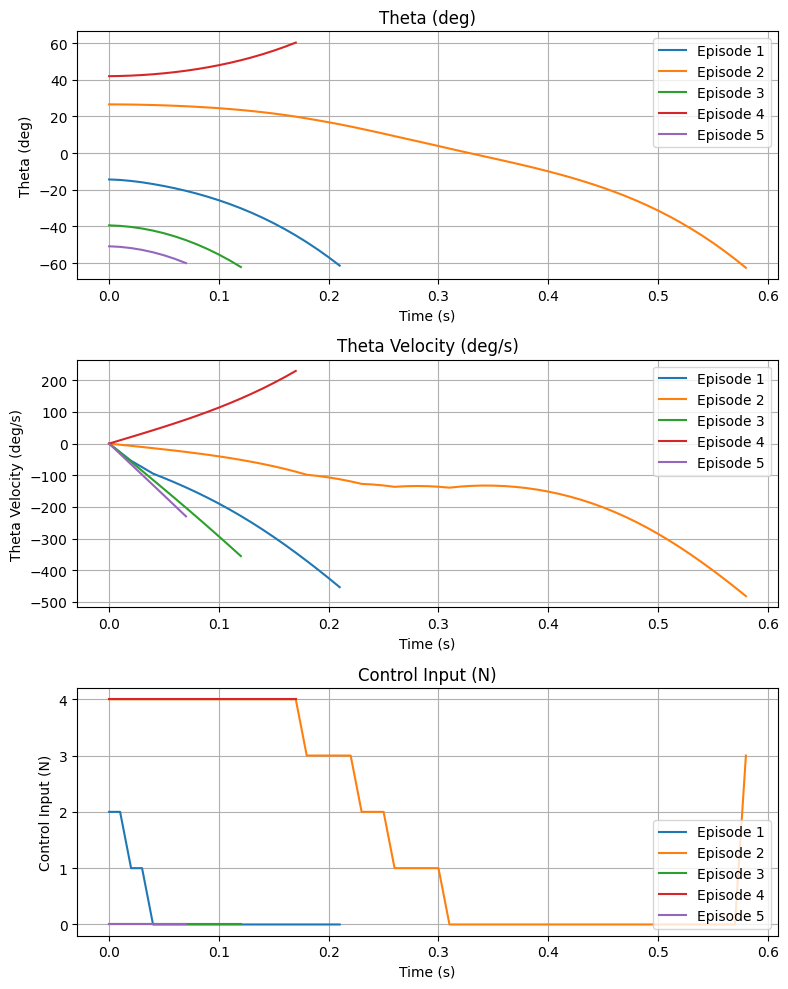 Theta (deg)
Theta (deg)
60
40
20
0
−20
−40
−60
Episode 1
Episode 2
Episode 3
Episode 4
Episode 5
0.0 0.1 0.2 0.3 0.4 0.5 0.6
Time (s)
Theta Velocity (deg/s)
Theta Velocity (deg/s)
200
100
0
−100
−200
−300
−400
−500
Episode 1
Episode 2
Episode 3
Episode 4
Episode 5
0.0 0.1 0.2 0.3 0.4 0.5 0.6
Time (s)
Control Input (N)
Control Input (N)
4
3
2
1
0
Episode 1
Episode 2
Episode 3
Episode 4
Episode 5
0.0 0.1 0.2 0.3 0.4 0.5 0.6
Time (s)